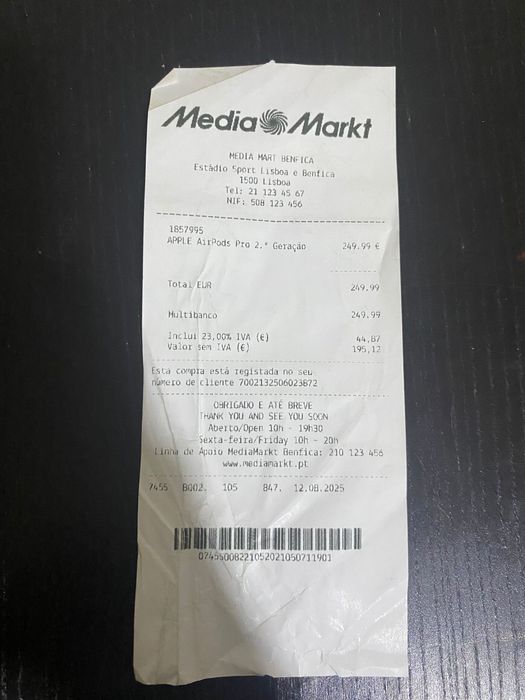 Media Markt
MEDIA MART BENFICA
Estádio Sport Lisboa e Benfica
1500 Lisboa
Tel: 21 123 45 67
NIF: 508 123 456
1857995
APPLE AirPods Pro 2.ª Geração 249.99 €
Total EUR 249.99
Multibanco 249.99
Inclui 23,00% IVA (€) 44,87
Valor sem IVA (€) 195,12
Esta compra está registada no seu
número de cliente 7002132506023872
OBRIGADO E ATÉ BREVE
THANK YOU AND SEE YOU SOON
Aberto/Open 10h - 19h30
Sexta-feira/Friday 10h - 20h
Linha de Apoio MediaMarkt Benfica: 210 123 456
www.mediamarkt.pt
7455 B002. 105 847. 12.08.2025
07455008221052021050711901